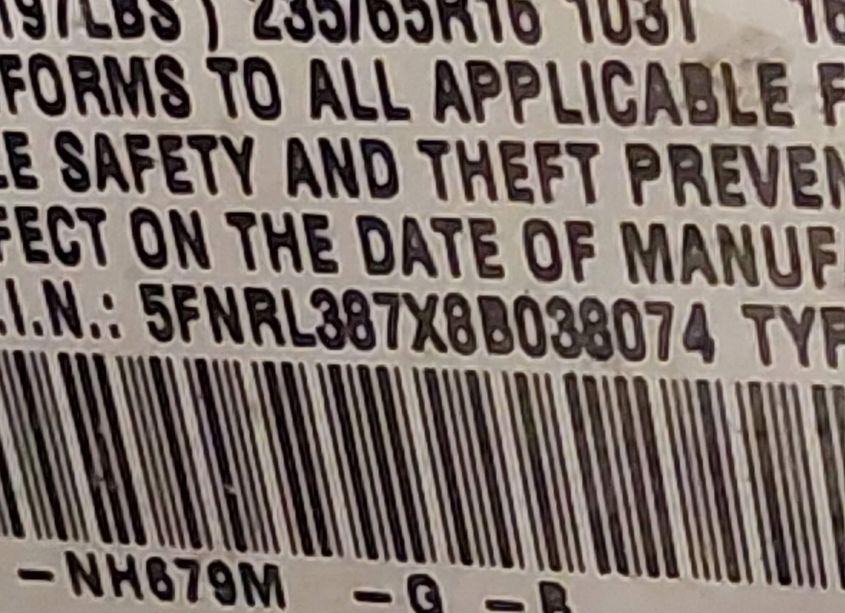 197LBS ) 235/65R16 103T 16
FORMS TO ALL APPLICABLE F
LE SAFETY AND THEFT PREVEN
FECT ON THE DATE OF MANUF
.I.N.: 5FNRL387X8B038074 TYP
-NH679M -G -B